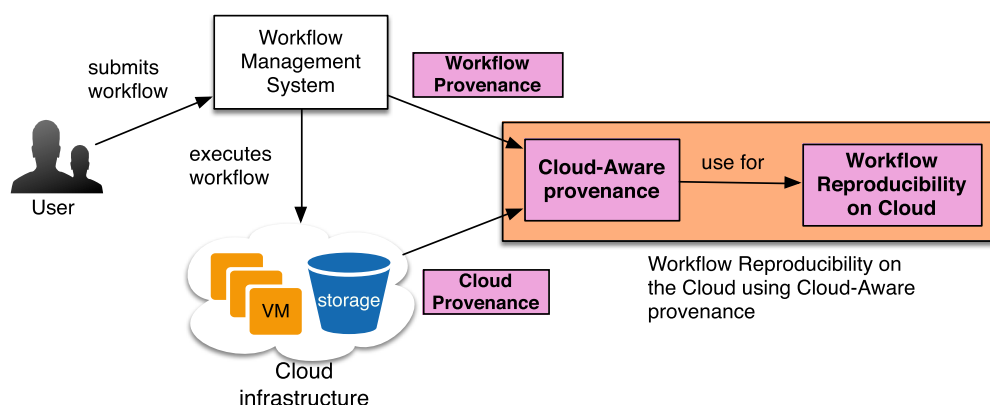 Workflow
Management
System
submits
workflow
Workflow
Provenance
User
executes
workflow
Cloud-Aware
provenance
use for
Workflow
Reproducibility
on Cloud
VM
storage
Cloud
Provenance
Workflow Reproducibility on
the Cloud using Cloud-Aware
provenance
Cloud
infrastructure